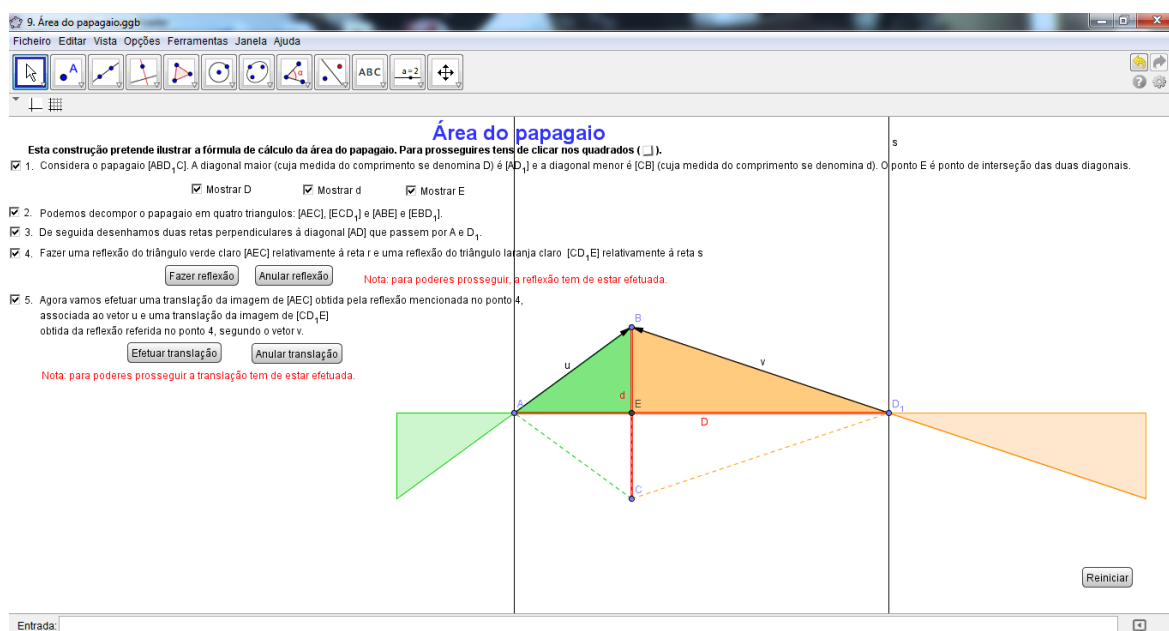 9. Área do papagaio.ggb
Ficheiro Editar Vista Opções Ferramentas Janela Ajuda
A
α
ABC
a=2
Área do papagaio
Esta construção pretende ilustrar a fórmula de cálculo da área do papagaio. Para prosseguires tens de clicar nos quadrados ( ).
s
1. Considera o papagaio [ABD₁C]. A diagonal maior (cuja medida do comprimento se denomina D) é [AD₁] e a diagonal menor é [CB] (cuja medida do comprimento se denomina d). O ponto E é ponto de interseção das duas diagonais.
Mostrar D Mostrar d Mostrar E
2. Podemos decompor o papagaio em quatro triangulos: [AEC], [ECD₁] e [ABE] e [EBD₁].
3. De seguida desenhamos duas retas perpendiculares á diagonal [AD] que passem por A e D₁.
4. Fazer uma reflexão do triângulo verde claro [AEC] relativamente á reta r e uma reflexão do triângulo laranja claro [CD₁E] relativamente á reta s
Fazer reflexão Anular reflexão Nota: para poderes prosseguir, a reflexão tem de estar efetuada.
5. Agora vamos efetuar uma translação da imagem de [AEC] obtida pela reflexão mencionada no ponto 4,
associada ao vetor u e uma translação da imagem de [CD₁E]
obtida da reflexão referida no ponto 4, segundo o vetor v.
Efetuar translação Anular translação
Nota: para poderes prosseguir a translação tem de estar efetuada.
B
u
v
d
A
E
D₁
D
C
Reiniciar
Entrada: